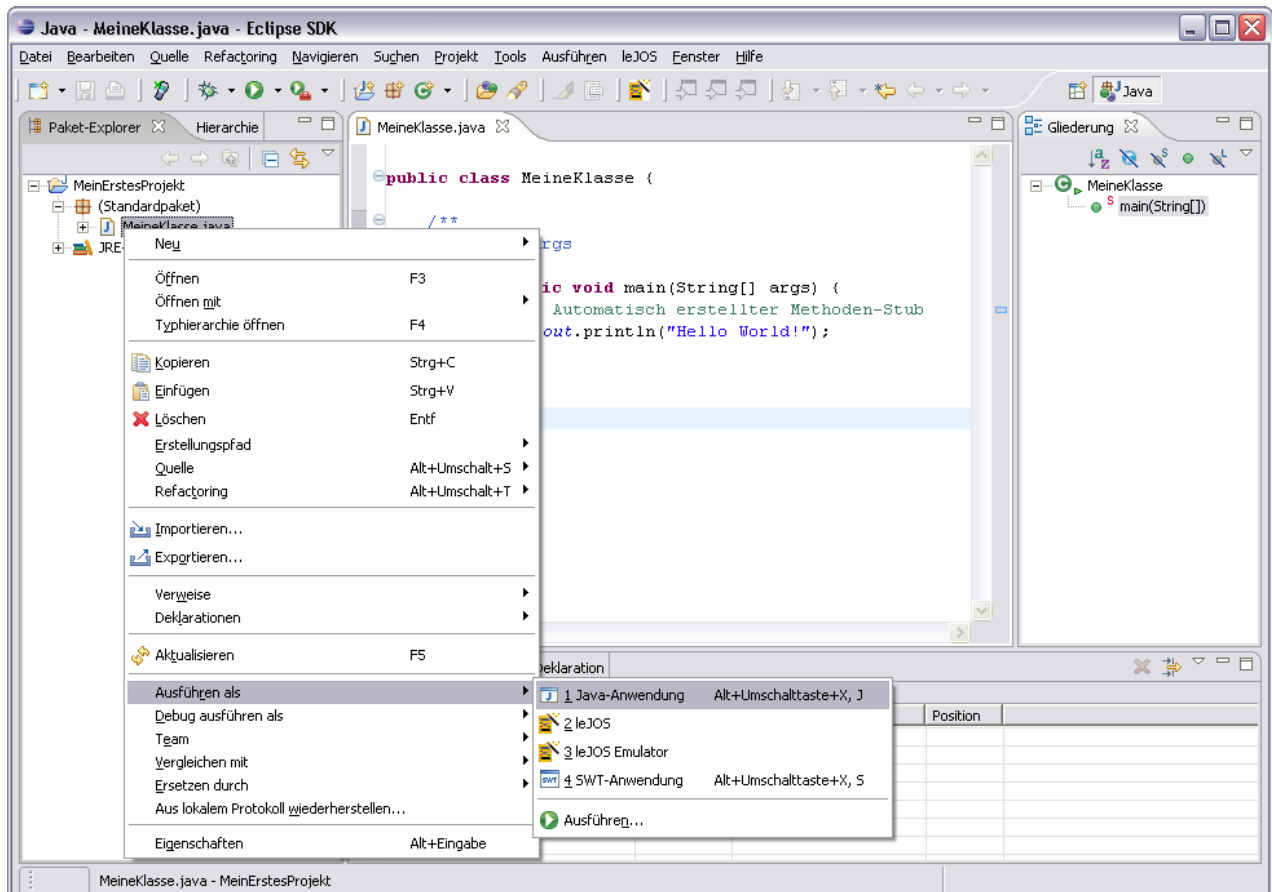 Java - MeineKlasse.java - Eclipse SDK
Datei Bearbeiten Quelle Refactoring Navigieren Suchen Projekt Tools Ausführen leJOS Fenster Hilfe
Java
Paket-Explorer Hierarchie
MeinErstesProjekt
(Standardpaket)
MeineKlasse.java
JRE
MeineKlasse.java
public class MeineKlasse {
/**
args
ic void main(String[] args) {
Automatisch erstellter Methoden-Stub
out.println("Hello World!");
Gliederung
MeineKlasse
main(String[])
Neu
Öffnen F3
Öffnen mit
Typhierarchie öffnen F4
Kopieren Strg+C
Einfügen Strg+V
Löschen Entf
Erstellungspfad
Quelle Alt+Umschalt+S
Refactoring Alt+Umschalt+T
Importieren...
Exportieren...
Verweise
Deklarationen
Aktualisieren F5
Ausführen als
Debug ausführen als
Team
Vergleichen mit
Ersetzen durch
Aus lokalem Protokoll wiederherstellen...
Eigenschaften Alt+Eingabe
Deklaration
Position
1 Java-Anwendung Alt+Umschalttaste+X, J
2 leJOS
3 leJOS Emulator
4 SWT-Anwendung Alt+Umschalttaste+X, S
Ausführen...
MeineKlasse.java - MeinErstesProjekt